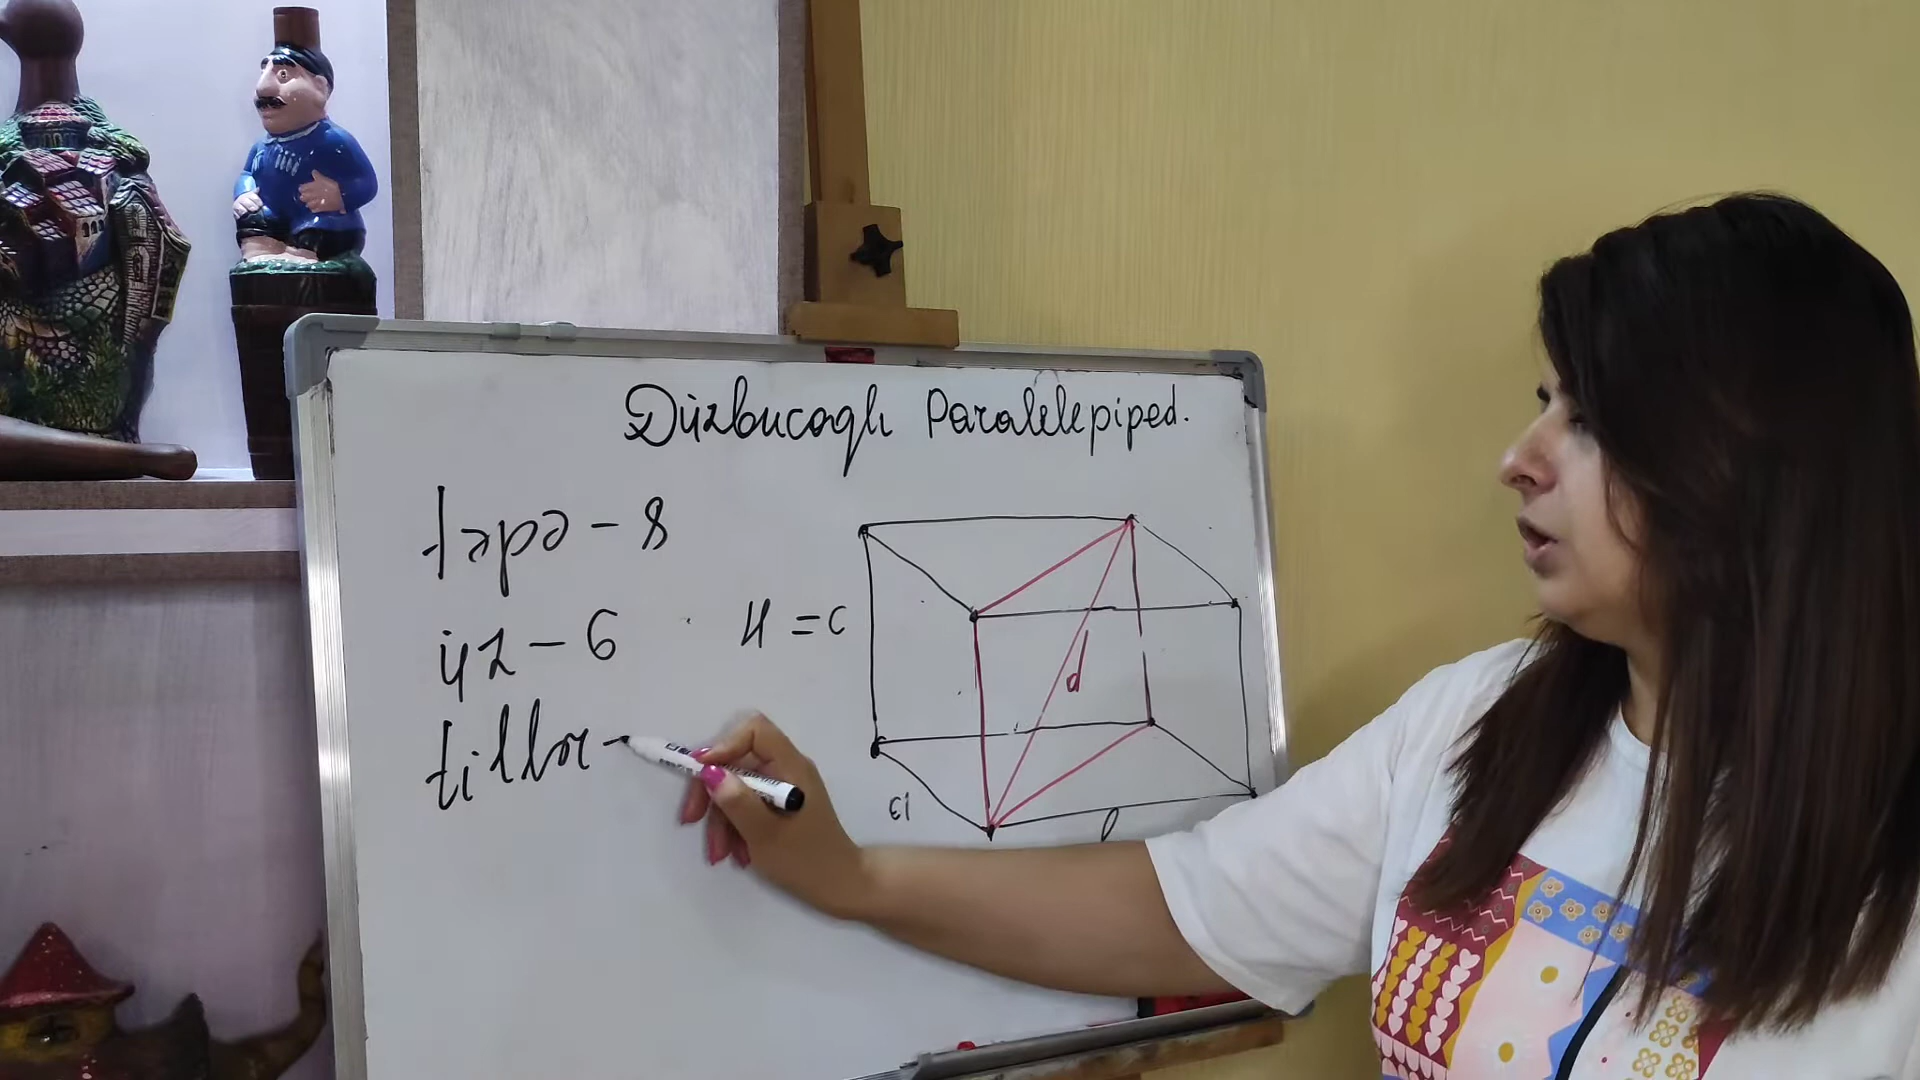 Düzbucaqlı Paralelepiped.
təpə - 8
üz - 6
H = c
d
tillər -